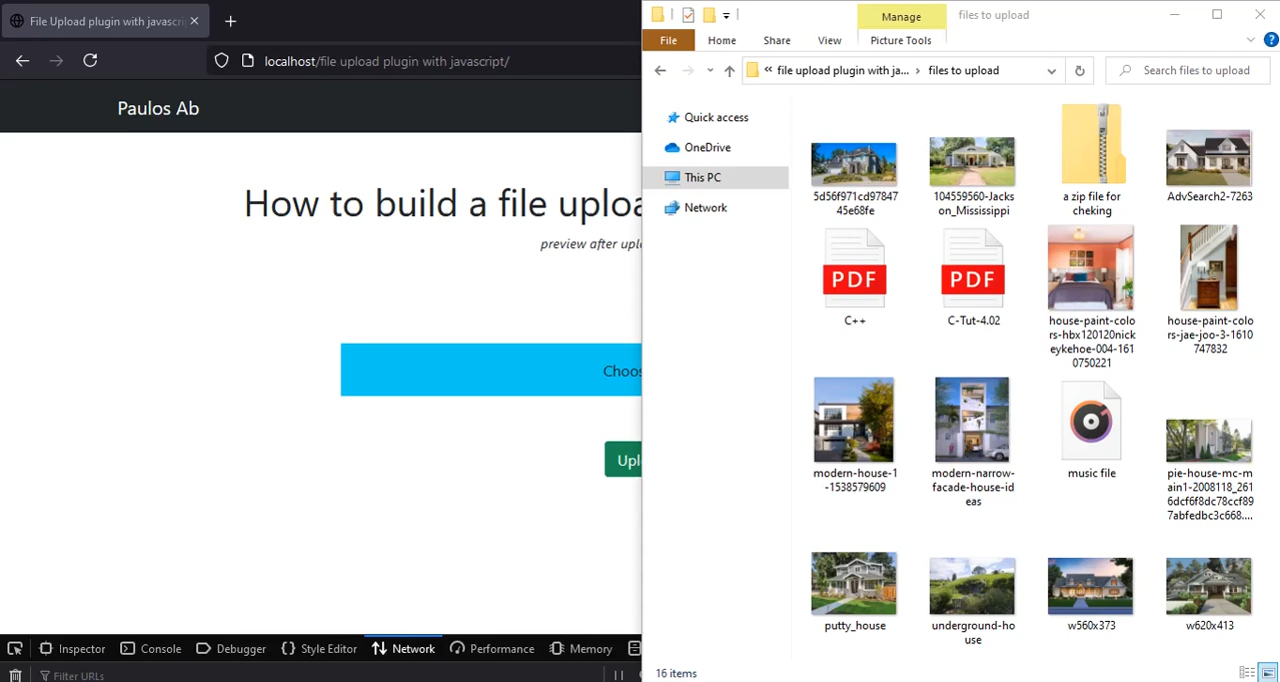 File Upload plugin with javascri
Manage
files to upload
File
Home
Share
View
Picture Tools
localhost/file upload plugin with javascript/
« file upload plugin with ja... › files to upload
Search files to upload
Paulos Ab
Quick access
OneDrive
This PC
Network
How to build a file uploa
preview after uplo
Choos
Upl
5d56f971cd97847
45e68fe
104559560-Jacks
on_Mississippi
a zip file for
cheking
AdvSearch2-7263
PDF
C++
PDF
C-Tut-4.02
house-paint-colo
rs-hbx120120nick
eykehoe-004-161
0750221
house-paint-colo
rs-jae-joo-3-1610
747832
modern-house-1
-1538579609
modern-narrow-
facade-house-id
eas
music file
pie-house-mc-m
ain1-2008118_261
6dcf6f8dc78ccf89
7abfedbc3c668....
putty_house
underground-ho
use
w560x373
w620x413
Inspector
Console
Debugger
Style Editor
Network
Performance
Memory
Filter URLs
16 items